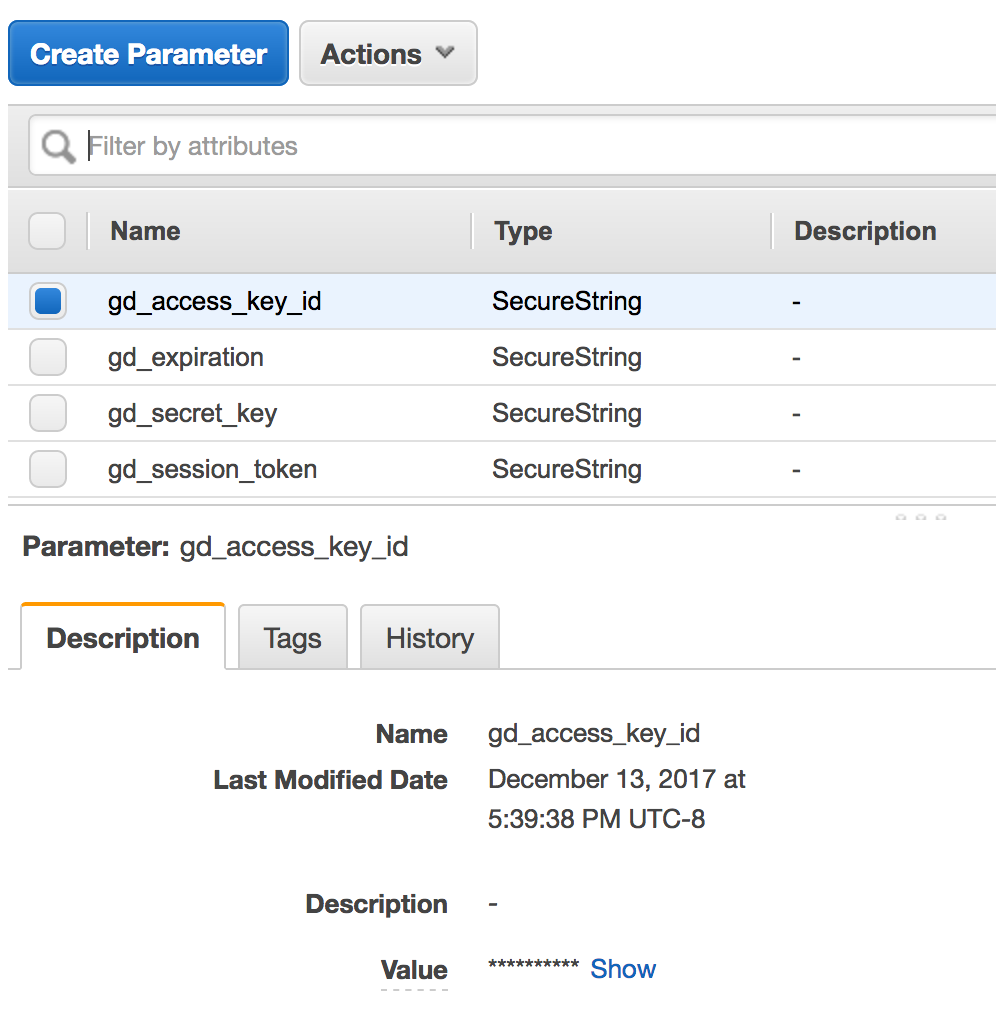 Create Parameter Actions
Filter by attributes
Name Type Description
gd_access_key_id SecureString -
gd_expiration SecureString -
gd_secret_key SecureString -
gd_session_token SecureString -
Parameter: gd_access_key_id
Description Tags History
Name gd_access_key_id
Last Modified Date December 13, 2017 at
5:39:38 PM UTC-8
Description -
Value ********** Show